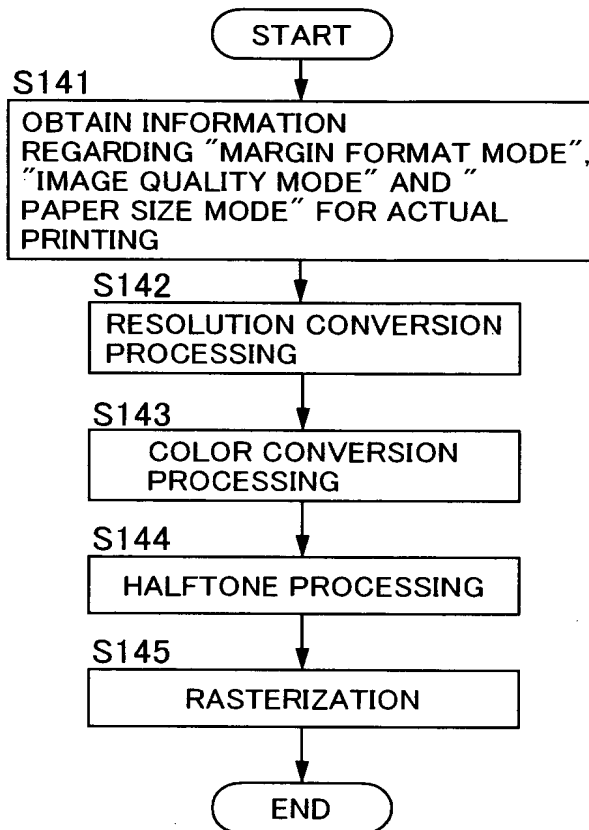 START
S141
OBTAIN INFORMATION
REGARDING "MARGIN FORMAT MODE",
"IMAGE QUALITY MODE" AND "
PAPER SIZE MODE" FOR ACTUAL
PRINTING
S142
RESOLUTION CONVERSION
PROCESSING
S143
COLOR CONVERSION
PROCESSING
S144
HALFTONE PROCESSING
S145
RASTERIZATION
END